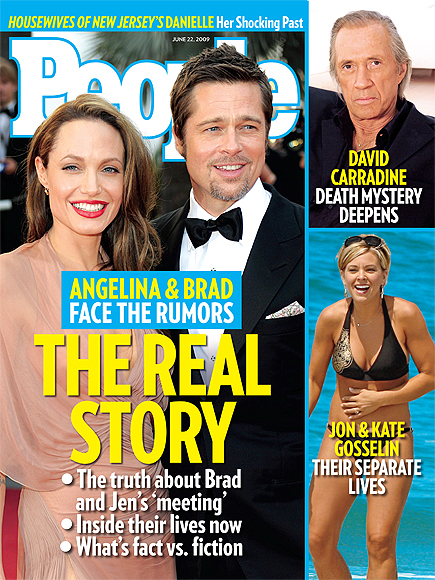 HOUSEWIVES OF NEW JERSEY'S DANIELLE Her Shocking Past
JUNE 22, 2009
People
DAVID
CARRADINE
DEATH MYSTERY
DEEPENS
ANGELINA & BRAD
FACE THE RUMORS
THE REAL
STORY
• The truth about Brad
and Jen's 'meeting'
• Inside their lives now
• What's fact vs. fiction
JON & KATE
GOSSELIN
THEIR SEPARATE
LIVES